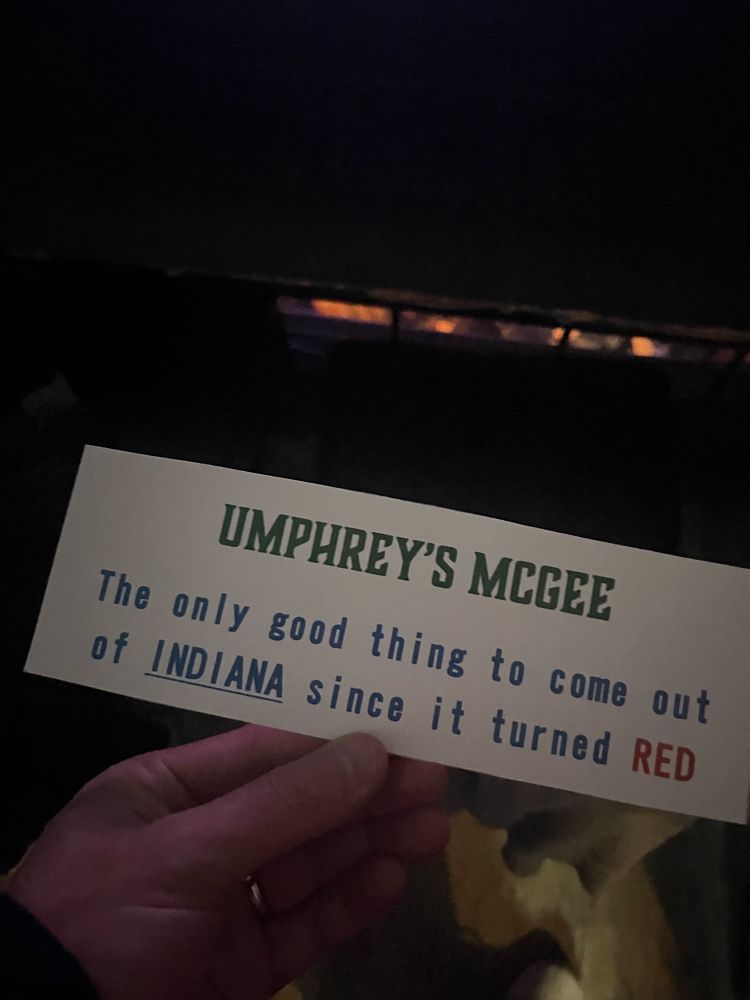 UMPHREY'S MCGEE
The only good thing to come out
of INDIANA since it turned RED